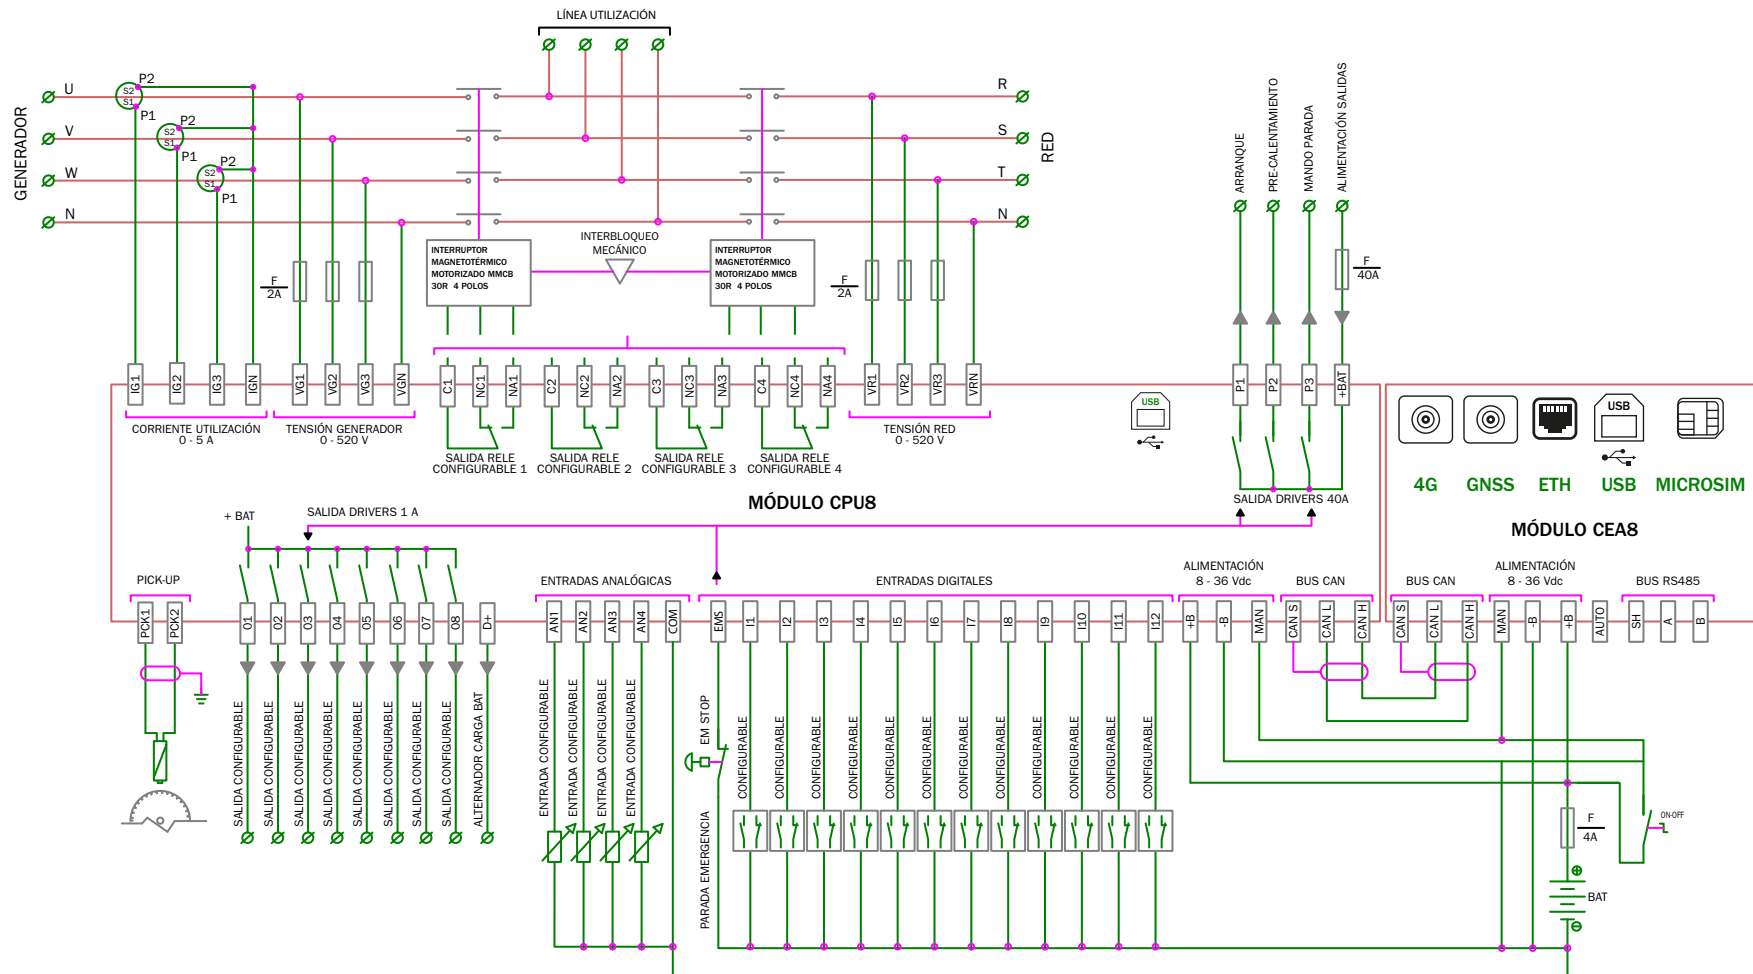 LÍNEA UTILIZACIÓN
GENERADOR
U
V
W
N
S2
S1
P2
P1
S2
S1
P2
P1
S2
S1
P2
P1
R
S
T
N
RED
INTERRUPTOR
MAGNETOTÉRMICO
MOTORIZADO MMCB
30R 4 POLOS
INTERBLOQUEO
MECÁNICO
INTERRUPTOR
MAGNETOTÉRMICO
MOTORIZADO MMCB
30R 4 POLOS
F
2A
F
2A
ARRANQUE
PRE-CALENTAMIENTO
MANDO PARADA
ALIMENTACIÓN SALIDAS
F
40A
IG1
IG2
IG3
IGN
VG1
VG2
VG3
VGN
C1
NC1
NA1
C2
NC2
NA2
C3
NC3
NA3
C4
NC4
NA4
VR1
VR2
VR3
VRN
P1
P2
P3
+BAT
CORRIENTE UTILIZACIÓN
0 - 5 A
TENSIÓN GENERADOR
0 - 520 V
SALIDA RELE
CONFIGURABLE 1
SALIDA RELE
CONFIGURABLE 2
SALIDA RELE
CONFIGURABLE 3
SALIDA RELE
CONFIGURABLE 4
TENSIÓN RED
0 - 520 V
USB
USB
4G
GNSS
ETH
USB
MICROSIM
MÓDULO CPU8
SALIDA DRIVERS 40A
MÓDULO CEA8
+ BAT
SALIDA DRIVERS 1 A
PICK-UP
ENTRADAS ANALÓGICAS
ENTRADAS DIGITALES
ALIMENTACIÓN
8 - 36 Vdc
BUS CAN
BUS CAN
ALIMENTACIÓN
8 - 36 Vdc
BUS RS485
PCK1
PCK2
O1
O2
O3
O4
O5
O6
O7
O8
D+
AN1
AN2
AN3
AN4
COM
EMS
I1
I2
I3
I4
I5
I6
I7
I8
I9
I10
I11
I12
+B
-B
MAN
CAN S
CAN L
CAN H
CAN S
CAN L
CAN H
MAN
-B
+B
AUTO
SH
A
B
SALIDA CONFIGURABLE
SALIDA CONFIGURABLE
SALIDA CONFIGURABLE
SALIDA CONFIGURABLE
SALIDA CONFIGURABLE
SALIDA CONFIGURABLE
SALIDA CONFIGURABLE
SALIDA CONFIGURABLE
ALTERNADOR CARGA BAT
ENTRADA CONFIGURABLE
ENTRADA CONFIGURABLE
ENTRADA CONFIGURABLE
ENTRADA CONFIGURABLE
EM STOP
PARADA EMERGENCIA
CONFIGURABLE
CONFIGURABLE
CONFIGURABLE
CONFIGURABLE
CONFIGURABLE
CONFIGURABLE
CONFIGURABLE
CONFIGURABLE
CONFIGURABLE
CONFIGURABLE
CONFIGURABLE
CONFIGURABLE
F
4A
ON-OFF
BAT